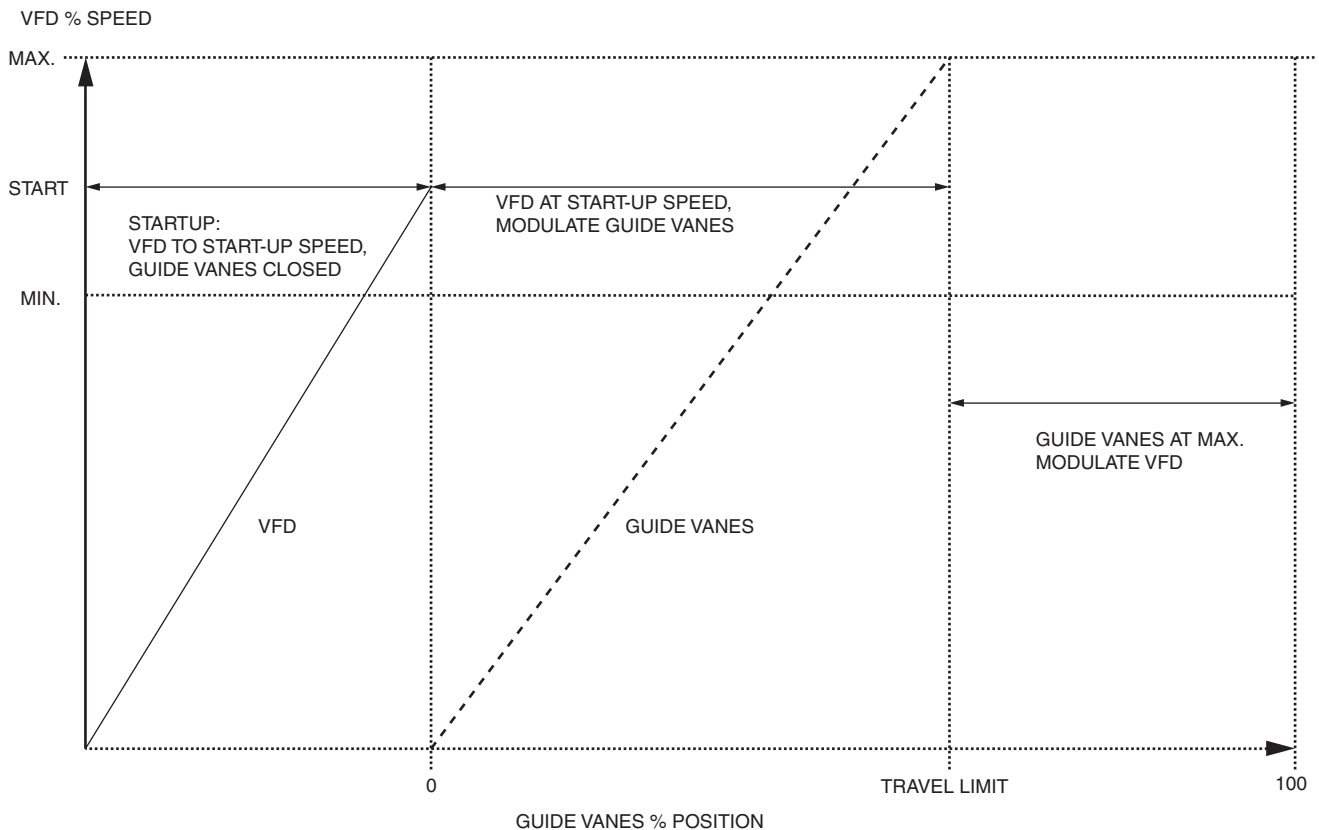 VFD % SPEED
MAX.
START
STARTUP:
VFD TO START-UP SPEED,
GUIDE VANES CLOSED
VFD AT START-UP SPEED,
MODULATE GUIDE VANES
MIN.
GUIDE VANES AT MAX.
MODULATE VFD
VFD
GUIDE VANES
0
TRAVEL LIMIT
100
GUIDE VANES % POSITION